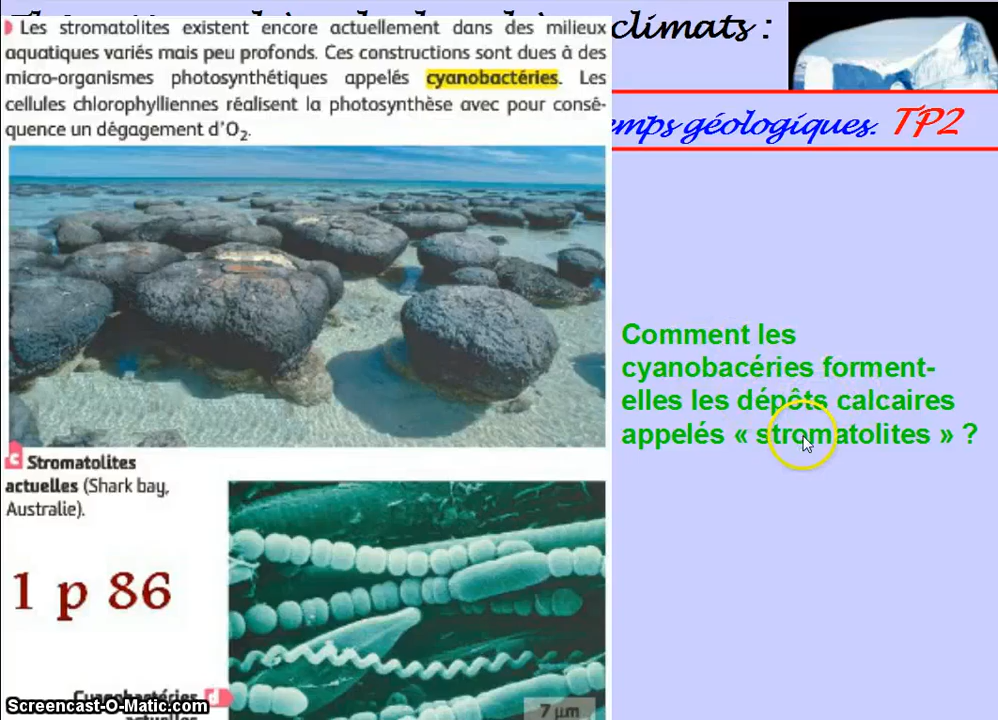 climats :
Les stromatolites existent encore actuellement dans des milieux
aquatiques variés mais peu profonds. Ces constructions sont dues à des
micro-organismes photosynthétiques appelés cyanobactéries. Les
cellules chlorophylliennes réalisent la photosynthèse avec pour consé-
quence un dégagement d'O2.
emps géologiques. TP2
Comment les
cyanobacéries forment-
elles les dépôts calcaires
appelés « stromatolites » ?
c Stromatolites
actuelles (Shark bay,
Australie).
1 p 86
Cyanobactéries d
actuelles
7 µm
Screencast-O-Matic.com